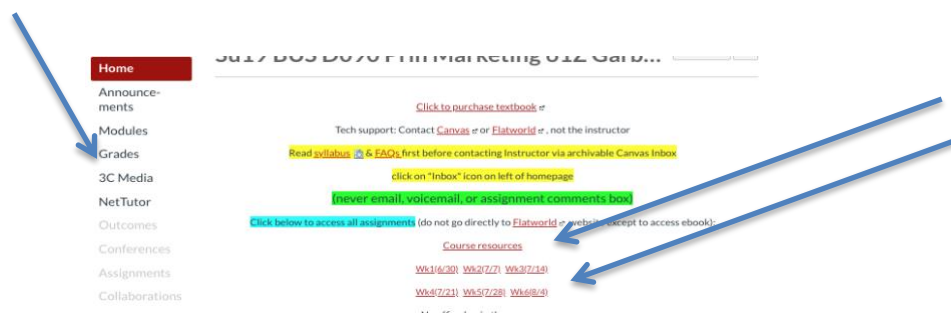 Su19 BUS D090 Prin Marketing 61Z Garb...
Home
Announce-
ments
Modules
Grades
3C Media
NetTutor
Outcomes
Conferences
Assignments
Collaborations
Click to purchase textbook
Tech support: Contact Canvas or Flatworld, not the instructor
Read syllabus & FAQs first before contacting Instructor via archivable Canvas Inbox
click on "Inbox" icon on left of homepage
(never email, voicemail, or assignment comments box)
Click below to access all assignments (do not go directly to Flatworld website except to access ebook):
Course resources
Wk1(6/30) Wk2(7/7) Wk3(7/14)
Wk4(7/21) Wk5(7/28) Wk6(8/4)